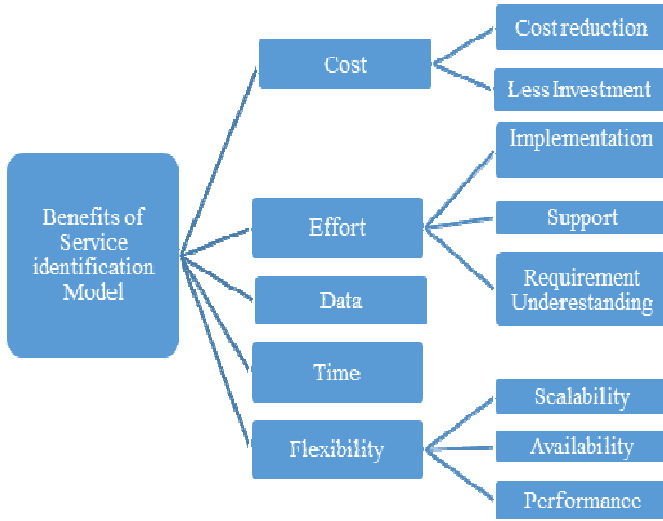 Benefits of
Service
identification
Model
Cost
Cost reduction
Less Investment
Effort
Implementation
Support
Requirement
Underestanding
Data
Time
Flexibility
Scalability
Availability
Performance